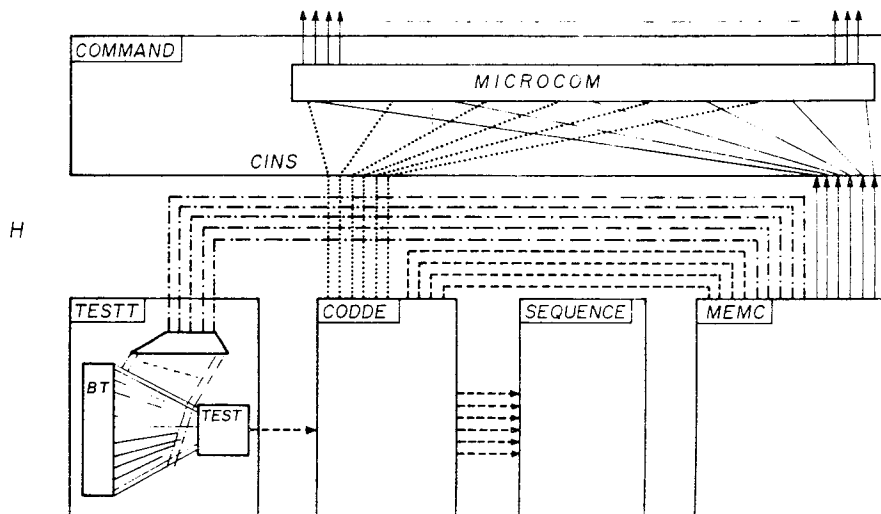 COMMAND
MICROCOM
CINS
H
TESTT
CODDE
SEQUENCE
MEMC
BT
TEST